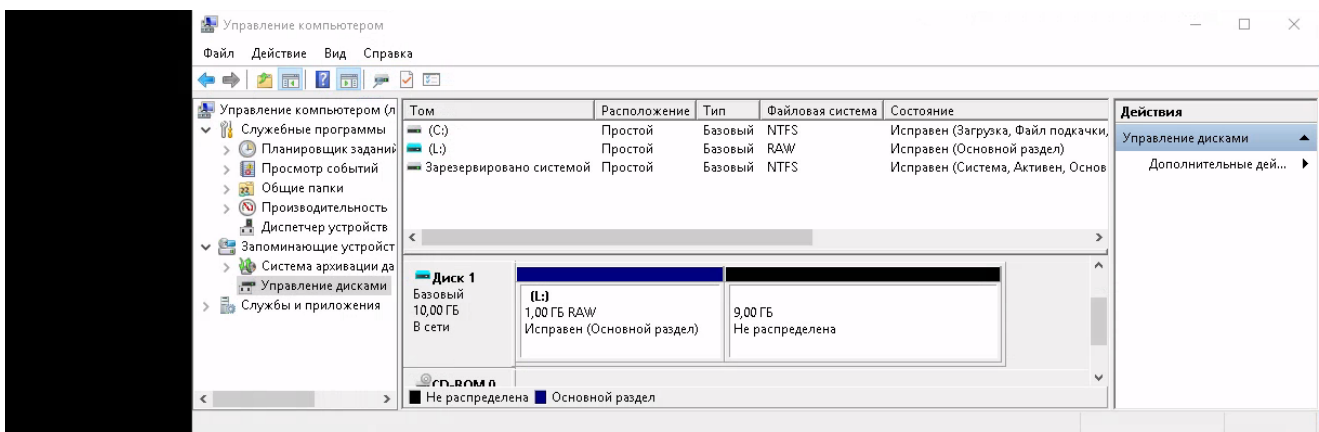 Управление компьютером
Файл Действие Вид Справка
Управление компьютером (л
Служебные программы
Планировщик заданий
Просмотр событий
Общие папки
Производительность
Диспетчер устройств
Запоминающие устройст
Система архивации да
Управление дисками
Службы и приложения
Том Расположение Тип Файловая система Состояние
(C:) Простой Базовый NTFS Исправен (Загрузка, Файл подкачки,
(L:) Простой Базовый RAW Исправен (Основной раздел)
Зарезервировано системой Простой Базовый NTFS Исправен (Система, Активен, Основ
Диск 1
Базовый
10,00 ГБ
В сети
(L:)
1,00 ГБ RAW
Исправен (Основной раздел)
9,00 ГБ
Не распределена
CD-ROM 0
Не распределена Основной раздел
Действия
Управление дисками
Дополнительные дей...